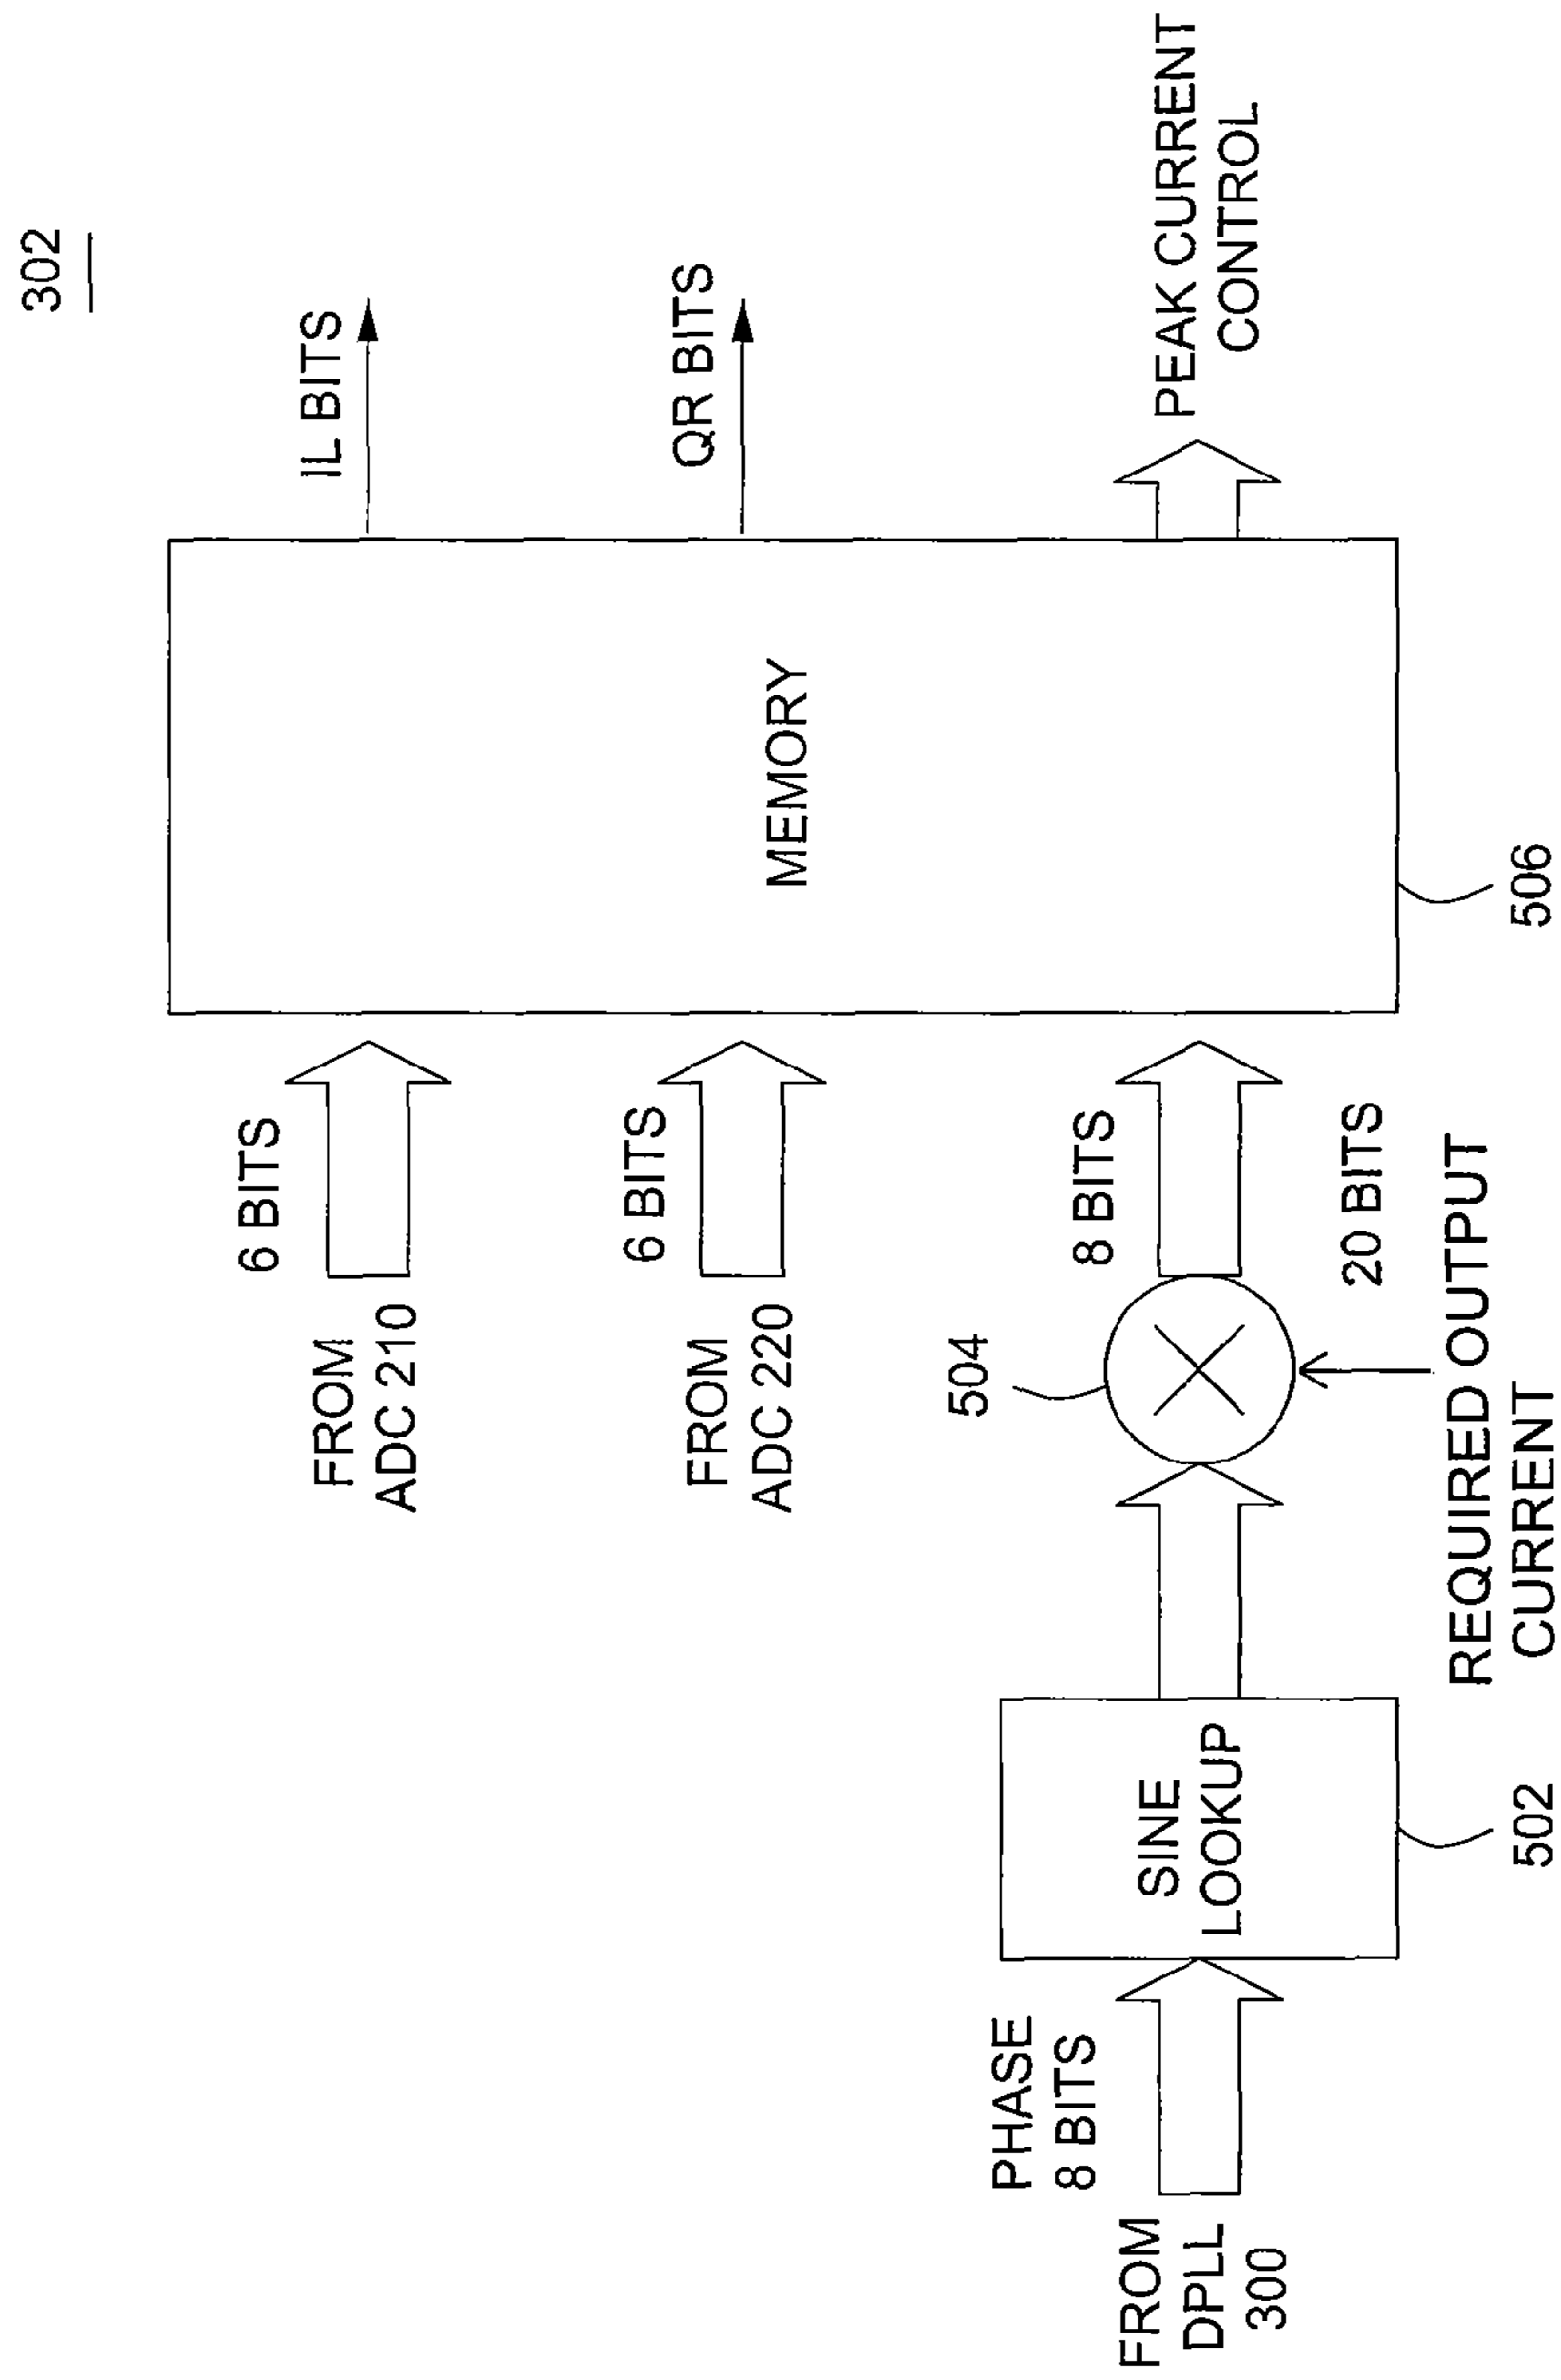 302
6 BITS
FROM
ADC 210
IL BITS
6 BITS
FROM
ADC 220
QR BITS
MEMORY
PHASE
8 BITS
FROM
DPLL
300
SINE
LOOKUP
502
504
8 BITS
20 BITS
REQUIRED OUTPUT
CURRENT
506
PEAK CURRENT
CONTROL